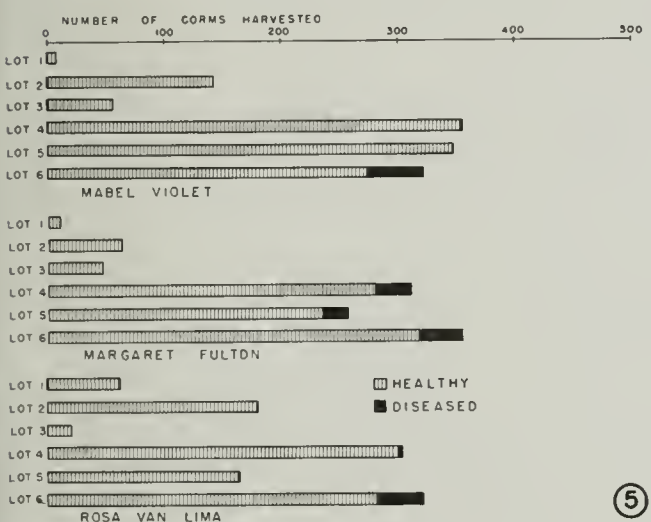 NUMBER OF CORMS HARVESTED
0 100 200 300 400 500
LOT 1
LOT 2
LOT 3
LOT 4
LOT 5
LOT 6
MABEL VIOLET
LOT 1
LOT 2
LOT 3
LOT 4
LOT 5
LOT 6
MARGARET FULTON
LOT 1
HEALTHY
LOT 2
DISEASED
LOT 3
LOT 4
LOT 5
LOT 6
ROSA VAN LIMA
5